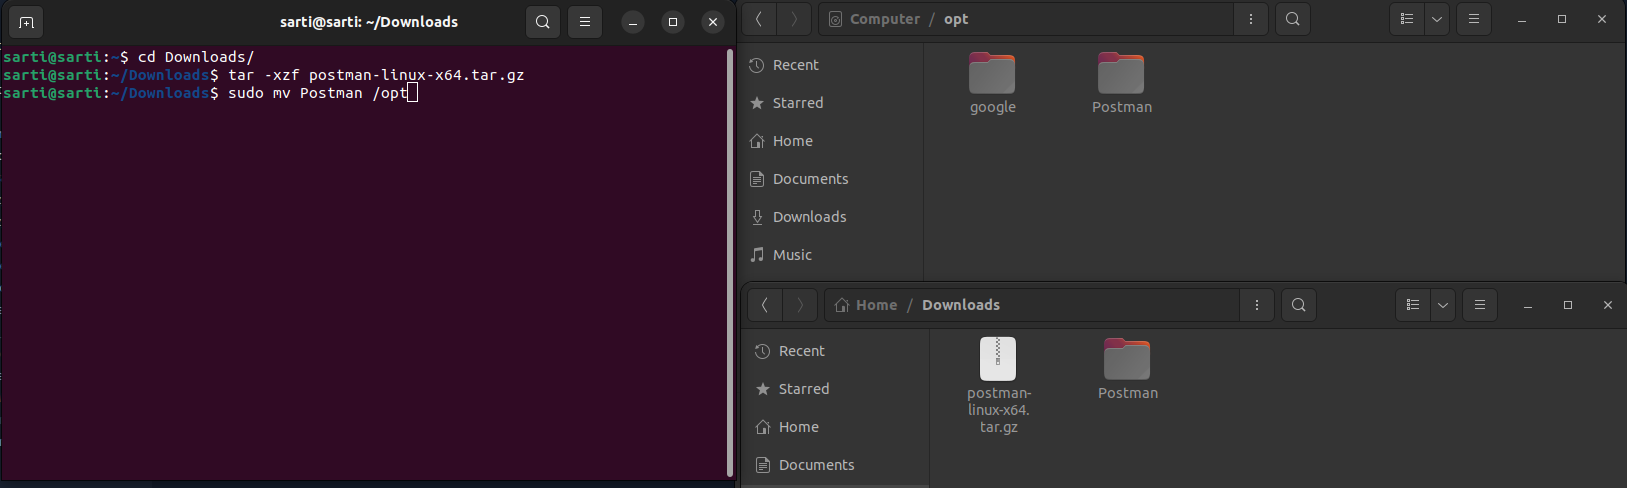 sarti@sarti: ~/Downloads
sarti@sarti:~$ cd Downloads/
sarti@sarti:~/Downloads$ tar -xzf postman-linux-x64.tar.gz
sarti@sarti:~/Downloads$ sudo mv Postman /opt
Computer / opt
Recent
Starred
Home
Documents
Downloads
Music
google
Postman
Home / Downloads
Recent
Starred
Home
Documents
postman-
linux-x64.
tar.gz
Postman